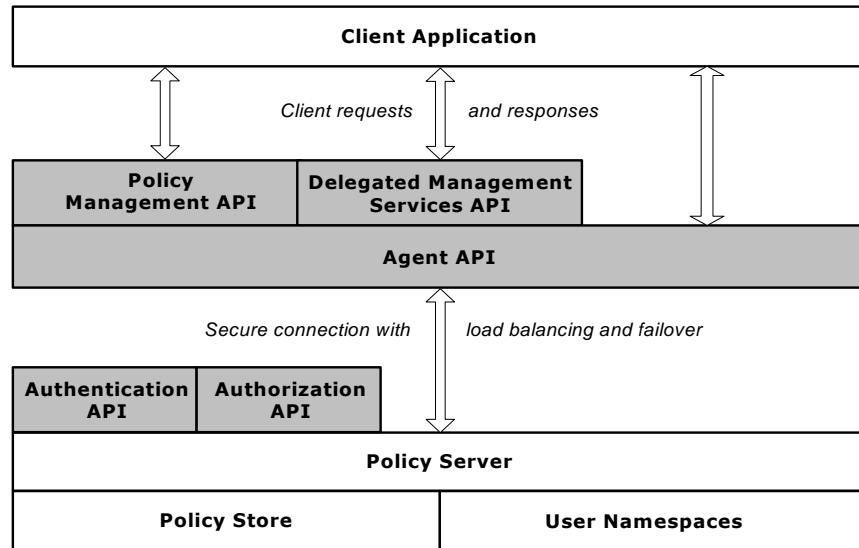 Client Application
Client requests and responses
Policy
Management API
Delegated Management
Services API
Agent API
Secure connection with load balancing and failover
Authentication
API
Authorization
API
Policy Server
Policy Store
User Namespaces